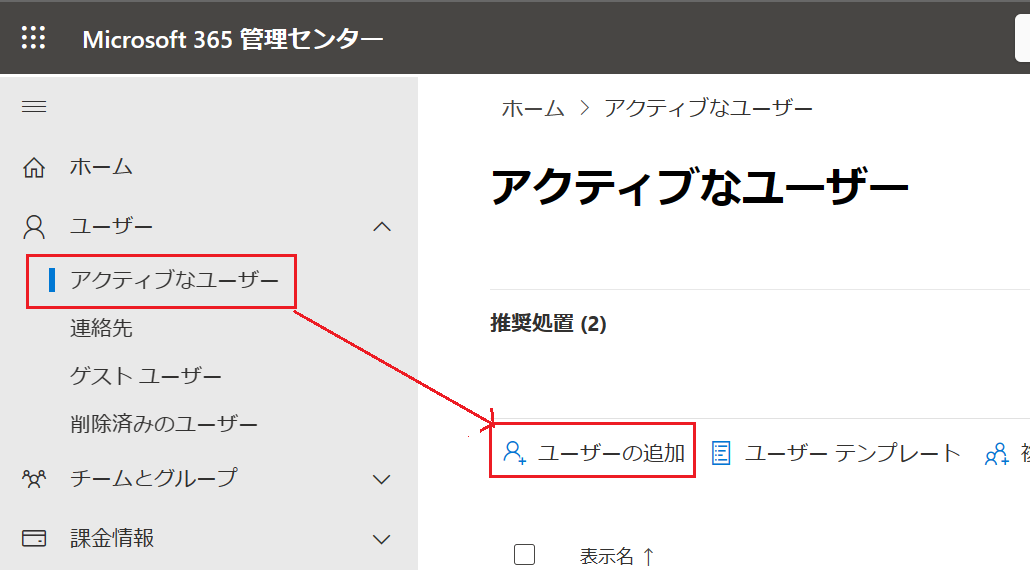 Microsoft 365 管理センター
ホーム
ユーザー
アクティブなユーザー
連絡先
ゲスト ユーザー
削除済みのユーザー
チームとグループ
課金情報
ホーム > アクティブなユーザー
アクティブなユーザー
推奨処置 (2)
ユーザーの追加 ユーザー テンプレート
表示名 ↑